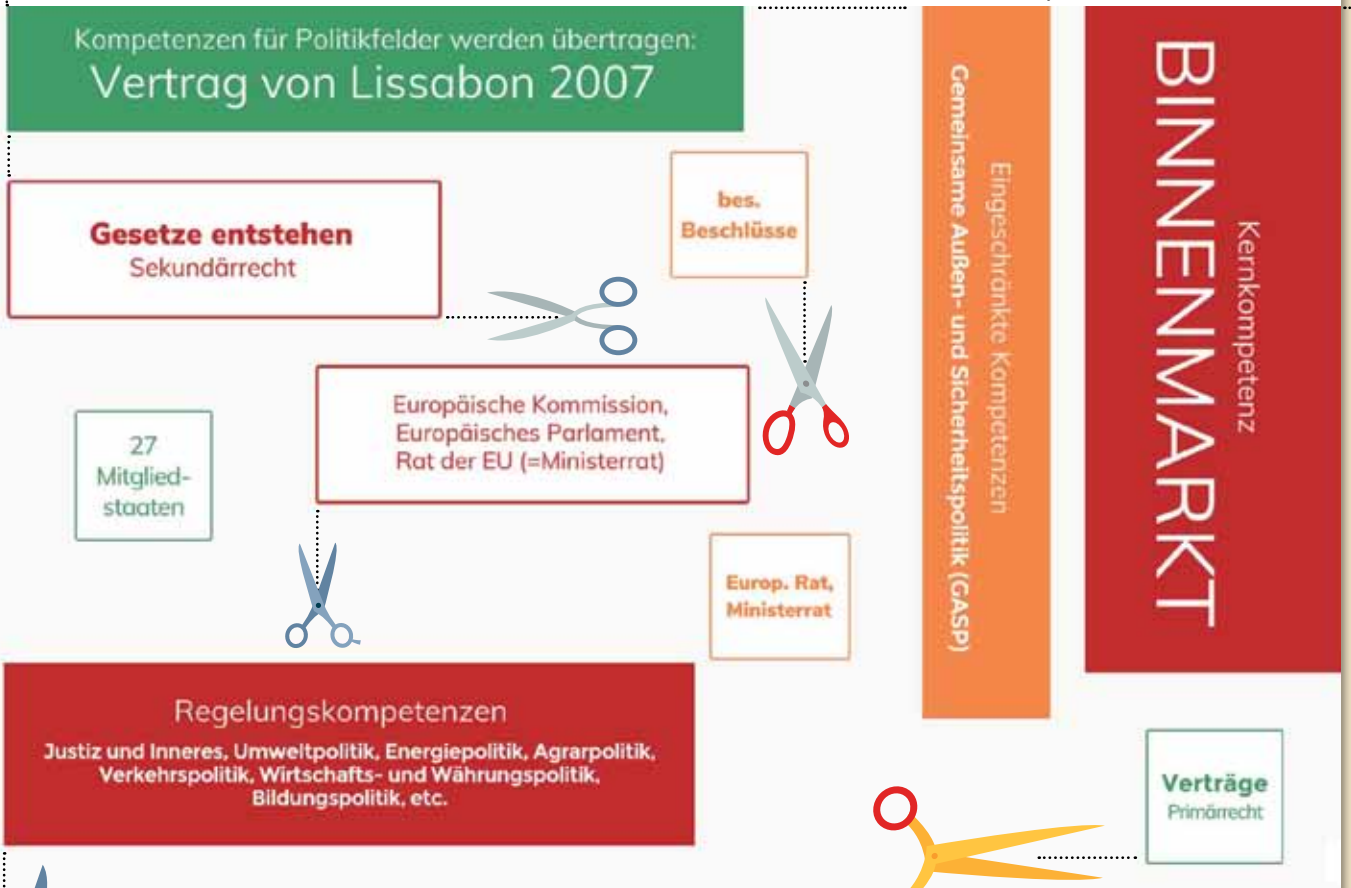 Kompetenzen für Politikfelder werden übertragen:
Vertrag von Lissabon 2007
Gesetze entstehen
Sekundärrecht
bes.
Beschlüsse
27
Mitglied-
staaten
Europäische Kommission,
Europäisches Parlament,
Rat der EU (=Ministerrat)
Europ. Rat,
Ministerrat
Regelungskompetenzen
Justiz und Inneres, Umweltpolitik, Energiepolitik, Agrarpolitik,
Verkehrspolitik, Wirtschafts- und Währungspolitik,
Bildungspolitik, etc.
Eingeschränkte Kompetenzen
Gemeinsame Außen- und Sicherheitspolitik (GASP)
Kernkompetenz
BINNENMARKT
Verträge
Primärrecht